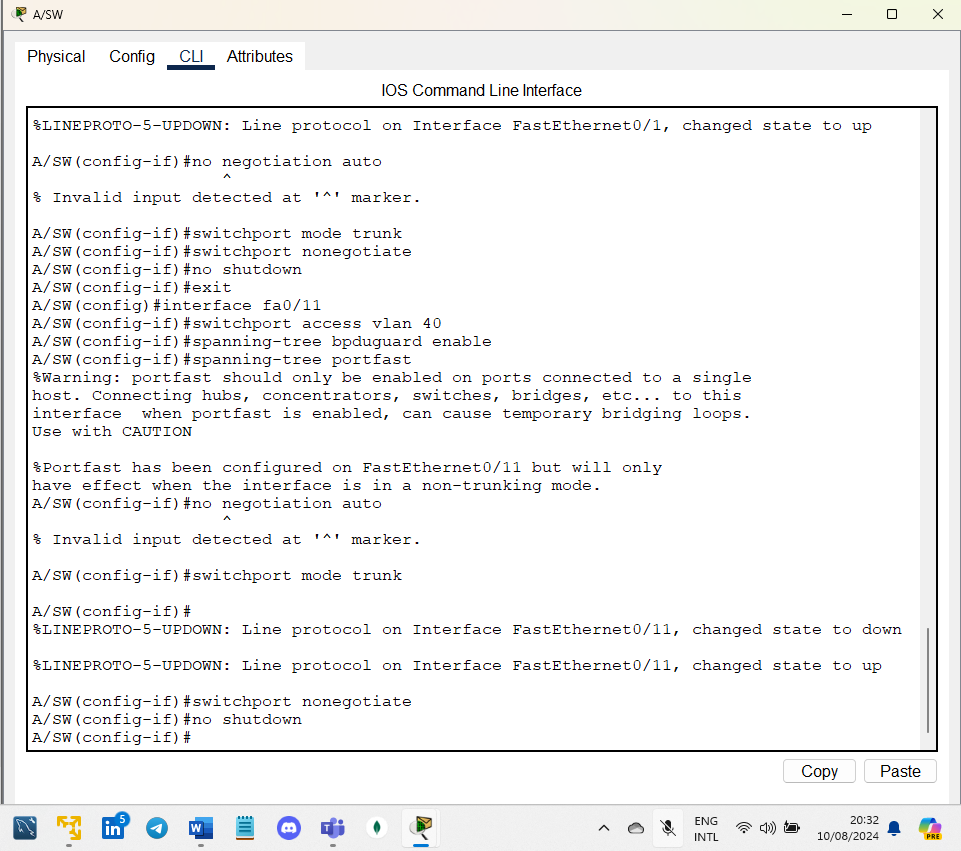 A/SW
Physical Config CLI Attributes
IOS Command Line Interface
%LINEPROTO-5-UPDOWN: Line protocol on Interface FastEthernet0/1, changed state to up
A/SW(config-if)#no negotiation auto
^
% Invalid input detected at '^' marker.
A/SW(config-if)#switchport mode trunk
A/SW(config-if)#switchport nonegotiate
A/SW(config-if)#no shutdown
A/SW(config-if)#exit
A/SW(config)#interface fa0/11
A/SW(config-if)#switchport access vlan 40
A/SW(config-if)#spanning-tree bpduguard enable
A/SW(config-if)#spanning-tree portfast
%Warning: portfast should only be enabled on ports connected to a single
host. Connecting hubs, concentrators, switches, bridges, etc... to this
interface  when portfast is enabled, can cause temporary bridging loops.
Use with CAUTION
%Portfast has been configured on FastEthernet0/11 but will only
have effect when the interface is in a non-trunking mode.
A/SW(config-if)#no negotiation auto
^
% Invalid input detected at '^' marker.
A/SW(config-if)#switchport mode trunk
A/SW(config-if)#
%LINEPROTO-5-UPDOWN: Line protocol on Interface FastEthernet0/11, changed state to down
%LINEPROTO-5-UPDOWN: Line protocol on Interface FastEthernet0/11, changed state to up
A/SW(config-if)#switchport nonegotiate
A/SW(config-if)#no shutdown
A/SW(config-if)#
Copy Paste
in 5
W
ENG
INTL
20:32
10/08/2024
PRE